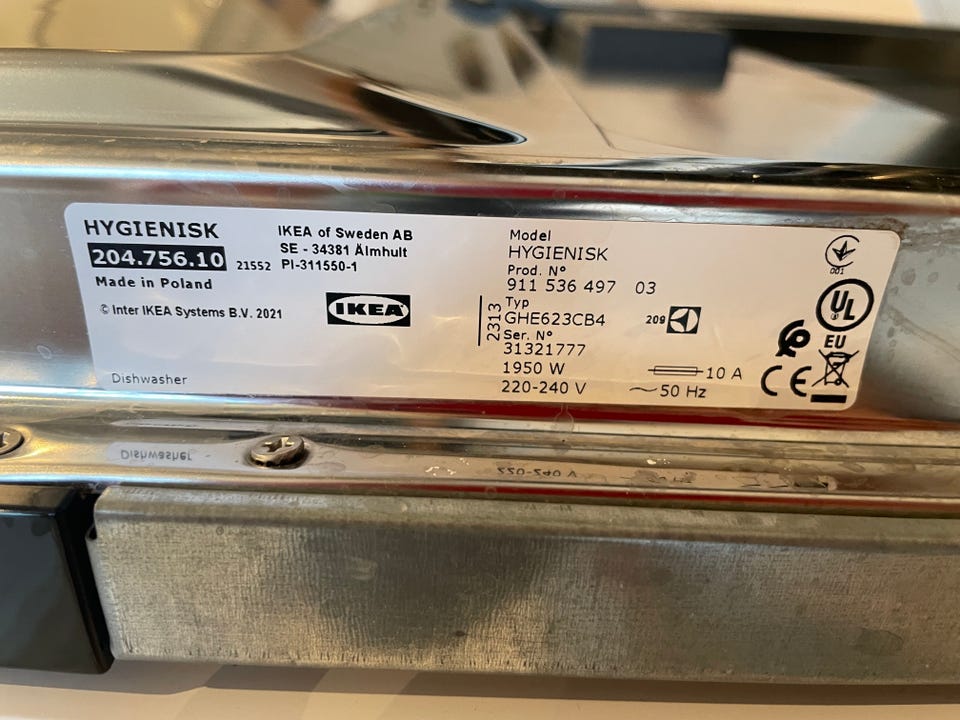 HYGIENISK
204.756.10 21552
Made in Poland
© Inter IKEA Systems B.V. 2021
Dishwasher
IKEA of Sweden AB
SE - 34381 Älmhult
PI-311550-1
IKEA
Model
HYGIENISK
Prod. N°
911 536 497 03
2313
Typ
GHE623CB4
Ser. N°
31321777
1950 W
220-240 V
209
10 A
50 Hz
001
UL
EU
CE
Dishwasher
220-240 V